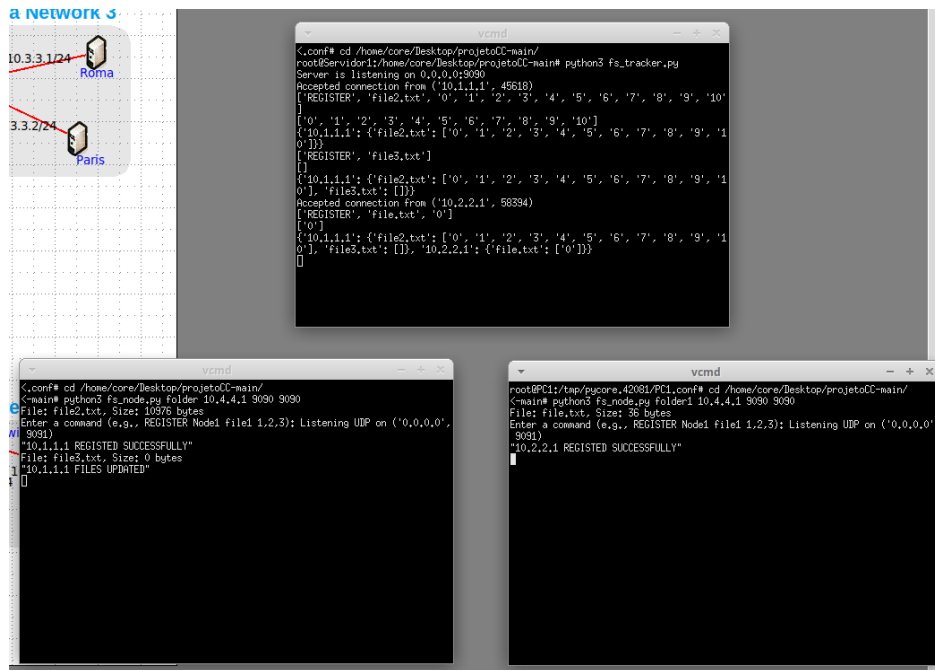 a Network 3
10.3.3.1/24
Roma
3.3.2/24
Paris
vcmd
<.conf# cd /home/core/Desktop/projetoCC-main/
root@Servidor1:/home/core/Desktop/projetoCC-main# python3 fs_tracker.py
Server is listening on 0.0.0.0:9090
Accepted connection from ('10.1.1.1', 45618)
['REGISTER', 'file2.txt', '0', '1', '2', '3', '4', '5', '6', '7', '8', '9', '10'
]
['0', '1', '2', '3', '4', '5', '6', '7', '8', '9', '10']
{'10.1.1.1': {'file2.txt': ['0', '1', '2', '3', '4', '5', '6', '7', '8', '9', '1
0']}}
['REGISTER', 'file3.txt']
[]
{'10.1.1.1': {'file2.txt': ['0', '1', '2', '3', '4', '5', '6', '7', '8', '9', '1
0'], 'file3.txt': []}}
Accepted connection from ('10.2.2.1', 58394)
['REGISTER', 'file.txt', '0']
['0']
{'10.1.1.1': {'file2.txt': ['0', '1', '2', '3', '4', '5', '6', '7', '8', '9', '1
0'], 'file3.txt': []}, '10.2.2.1': {'file.txt': ['0']}}
vcmd
<.conf# cd /home/core/Desktop/projetoCC-main/
<-main# python3 fs_node.py folder 10.4.4.1 9090 9090
File: file2.txt, Size: 10976 bytes
Enter a command (e.g., REGISTER Node1 file1 1,2,3): Listening UDP on ('0.0.0.0',
9091)
"10.1.1.1 REGISTED SUCCESSFULLY"
File: file3.txt, Size: 0 bytes
"10.1.1.1 FILES UPDATED"
vcmd
root@PC1:/tmp/pycore.42081/PC1.conf# cd /home/core/Desktop/projetoCC-main/
<-main# python3 fs_node.py folder1 10.4.4.1 9090 9090
File: file.txt, Size: 36 bytes
Enter a command (e.g., REGISTER Node1 file1 1,2,3): Listening UDP on ('0.0.0.0'
9091)
"10.2.2.1 REGISTED SUCCESSFULLY"